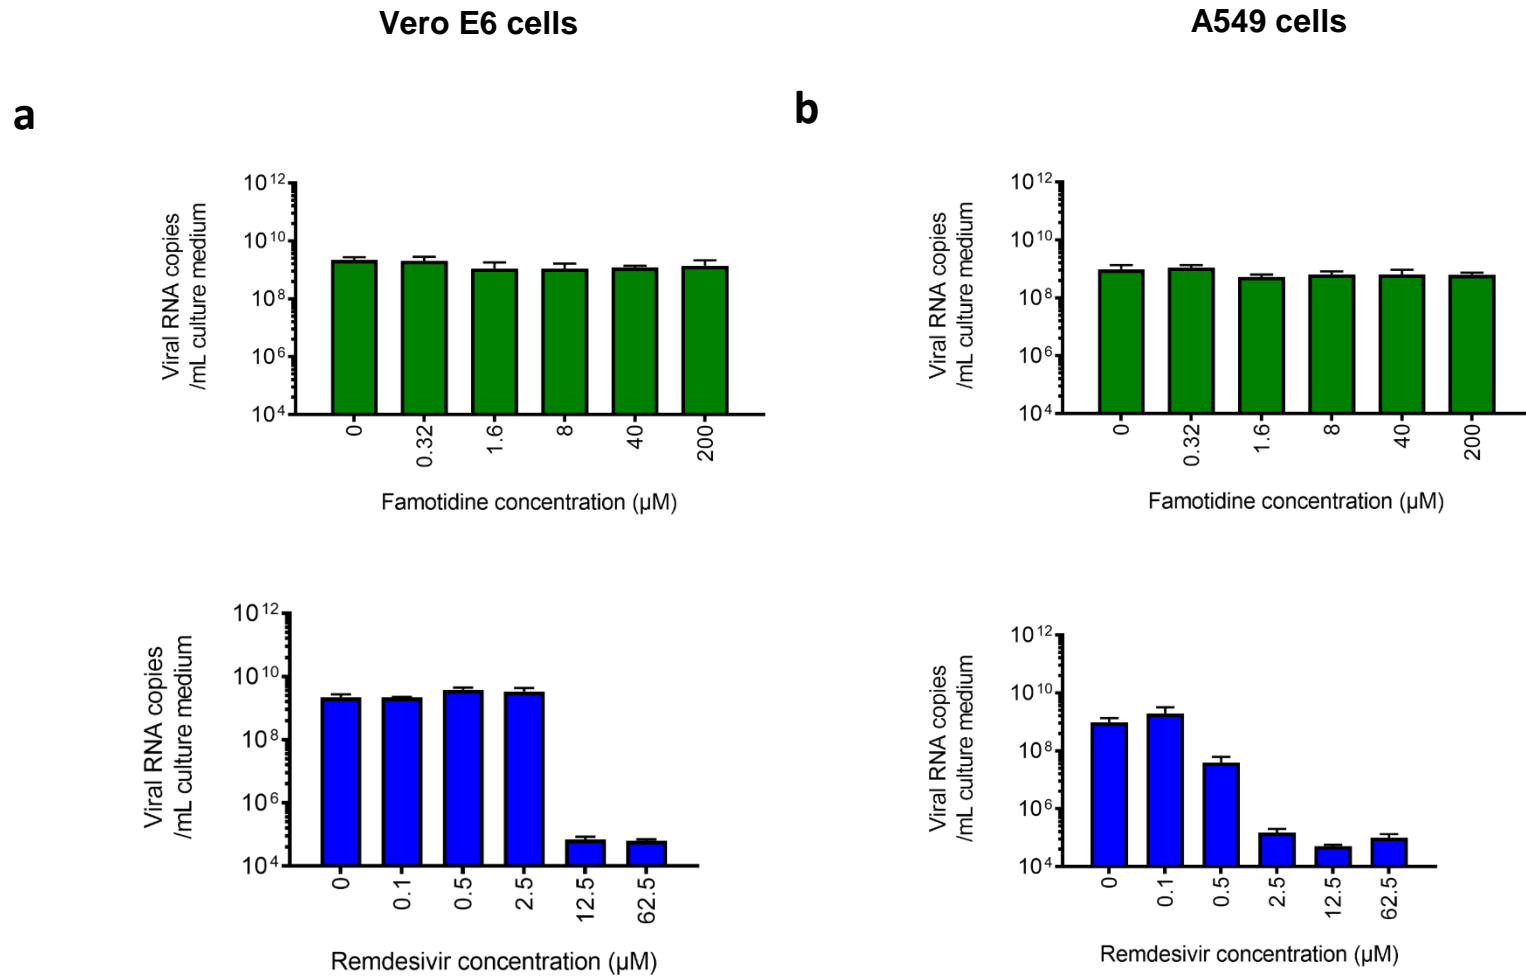 Vero E6 cells
A549 cells
a
b
Viral RNA copies
/mL culture medium
10¹²
10¹⁰
10⁸
10⁶
10⁴
0
0.32
1.6
8
40
200
Famotidine concentration (µM)
Viral RNA copies
/mL culture medium
10¹²
10¹⁰
10⁸
10⁶
10⁴
0
0.32
1.6
8
40
200
Famotidine concentration (µM)
Viral RNA copies
/mL culture medium
10¹²
10¹⁰
10⁸
10⁶
10⁴
0
0.1
0.5
2.5
12.5
62.5
Remdesivir concentration (µM)
Viral RNA copies
/mL culture medium
10¹²
10¹⁰
10⁸
10⁶
10⁴
0
0.1
0.5
2.5
12.5
62.5
Remdesivir concentration (µM)